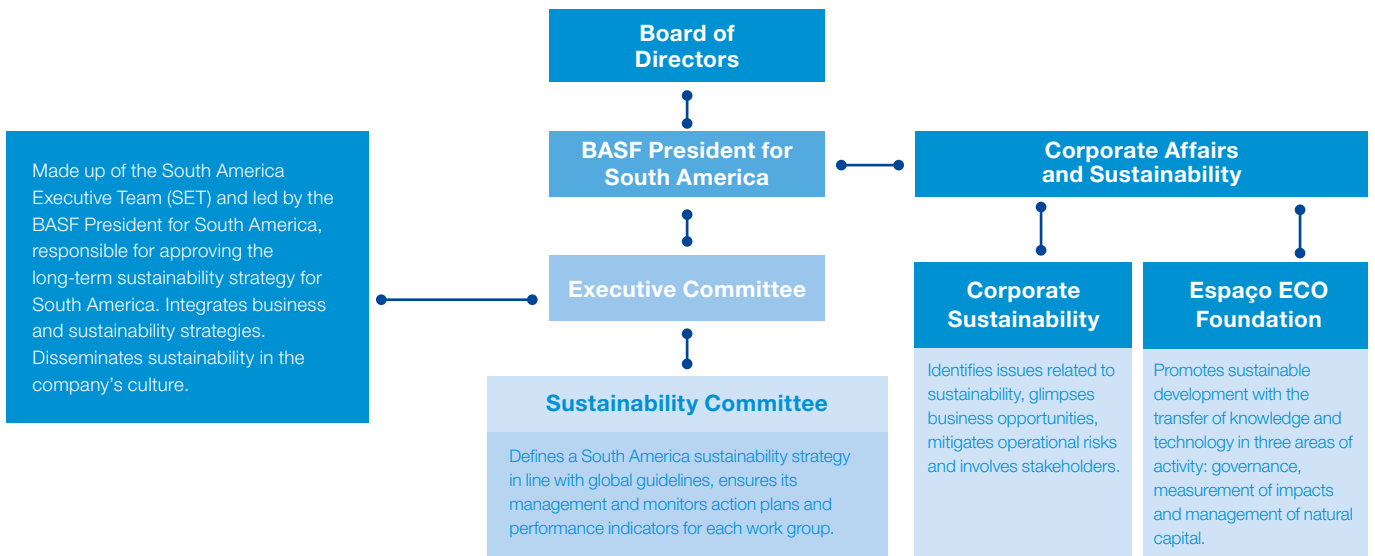 Board of
Directors
Made up of the South America
Executive Team (SET) and led by the
BASF President for South America,
responsible for approving the
long-term sustainability strategy for
South America. Integrates business
and sustainability strategies.
Disseminates sustainability in the
company’s culture.
BASF President for
South America
Corporate Affairs
and Sustainability
Executive Committee
Sustainability Committee
Defines a South America sustainability strategy
in line with global guidelines, ensures its
management and monitors action plans and
performance indicators for each work group.
Corporate
Sustainability
Identifies issues related to
sustainability, glimpses
business opportunities,
mitigates operational risks
and involves stakeholders.
Espaço ECO
Foundation
Promotes sustainable
development with the
transfer of knowledge and
technology in three areas of
activity: governance,
measurement of impacts
and management of natural
capital.